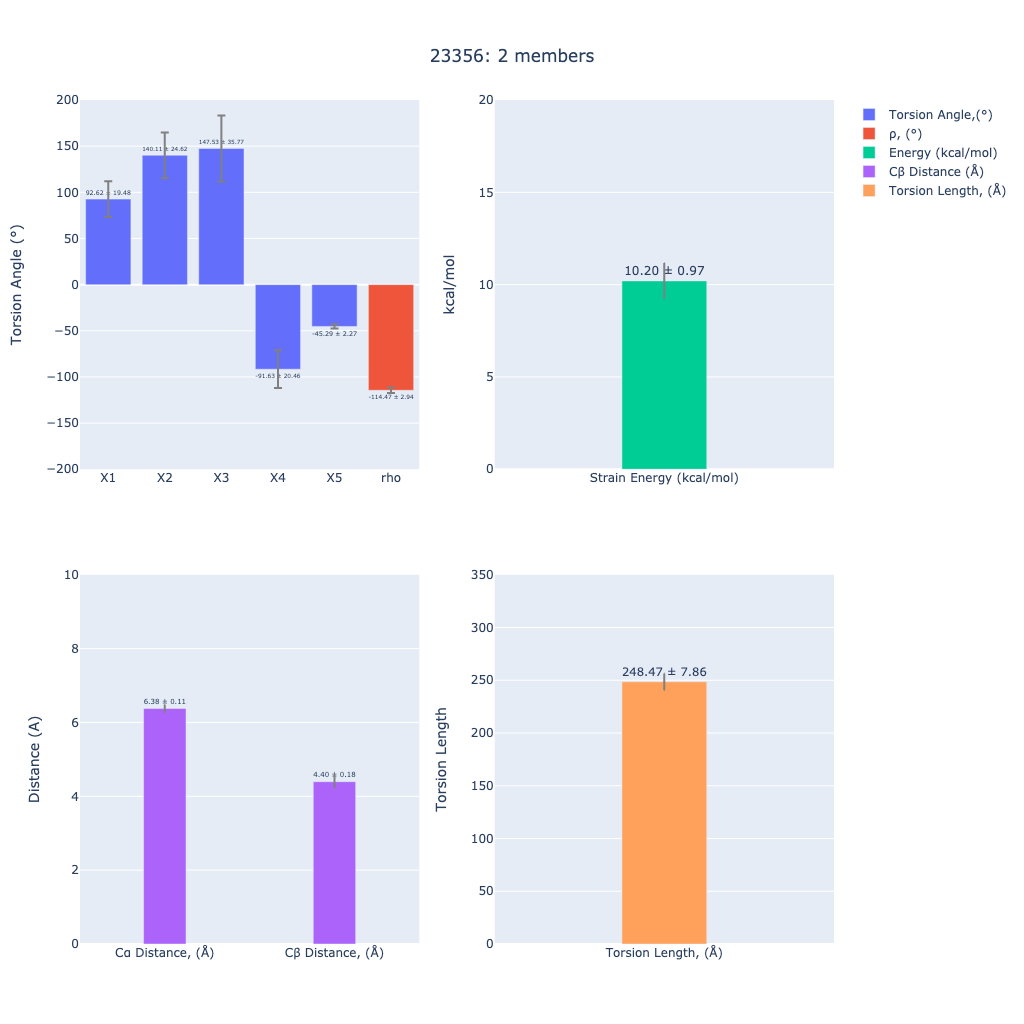 23356: 2 members
Torsion Angle (°)
200
150
100
50
0
−50
−100
−150
−200
92.62 ± 19.48
140.11 ± 24.62
147.53 ± 35.77
-91.63 ± 20.46
-45.29 ± 2.27
-114.47 ± 2.94
X1 X2 X3 X4 X5 rho
kcal/mol
20
15
10
5
0
10.20 ± 0.97
Strain Energy (kcal/mol)
Torsion Angle,(°)
ρ, (°)
Energy (kcal/mol)
Cβ Distance (Å)
Torsion Length, (Å)
Distance (A)
10
8
6
4
2
0
6.38 ± 0.11
4.40 ± 0.18
Cα Distance, (Å) Cβ Distance, (Å)
Torsion Length
350
300
250
200
150
100
50
0
248.47 ± 7.86
Torsion Length, (Å)